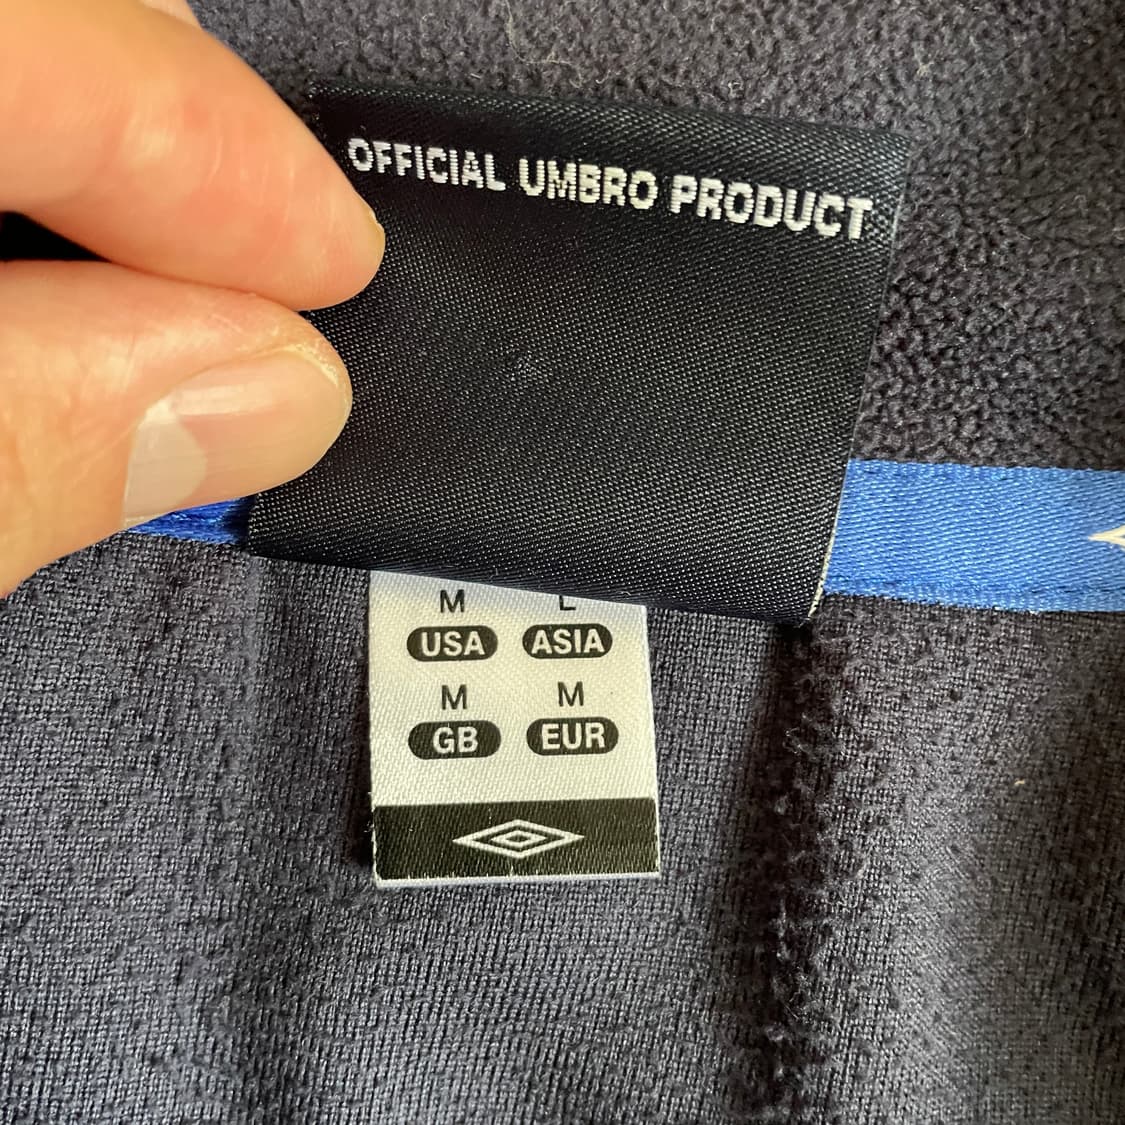 OFFICIAL UMBRO PRODUCT
M L
USA ASIA
M M
GB EUR